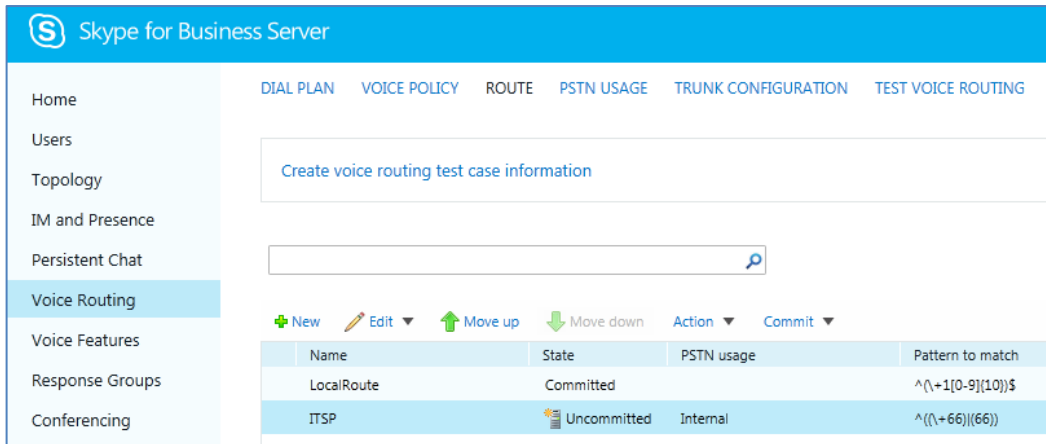 Skype for Business Server
Home
Users
Topology
IM and Presence
Persistent Chat
Voice Routing
Voice Features
Response Groups
Conferencing
DIAL PLAN VOICE POLICY ROUTE PSTN USAGE TRUNK CONFIGURATION TEST VOICE ROUTING
Create voice routing test case information
New Edit Move up Move down Action Commit
Name State PSTN usage Pattern to match
LocalRoute Committed ^(\+1[0-9]{10})$
ITSP Uncommitted Internal ^((\+66)|(66))